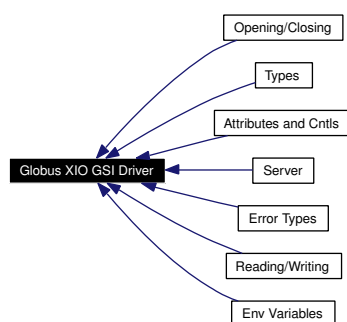 Opening/Closing
Types
Attributes and Cntls
Globus XIO GSI Driver
Server
Error Types
Reading/Writing
Env Variables